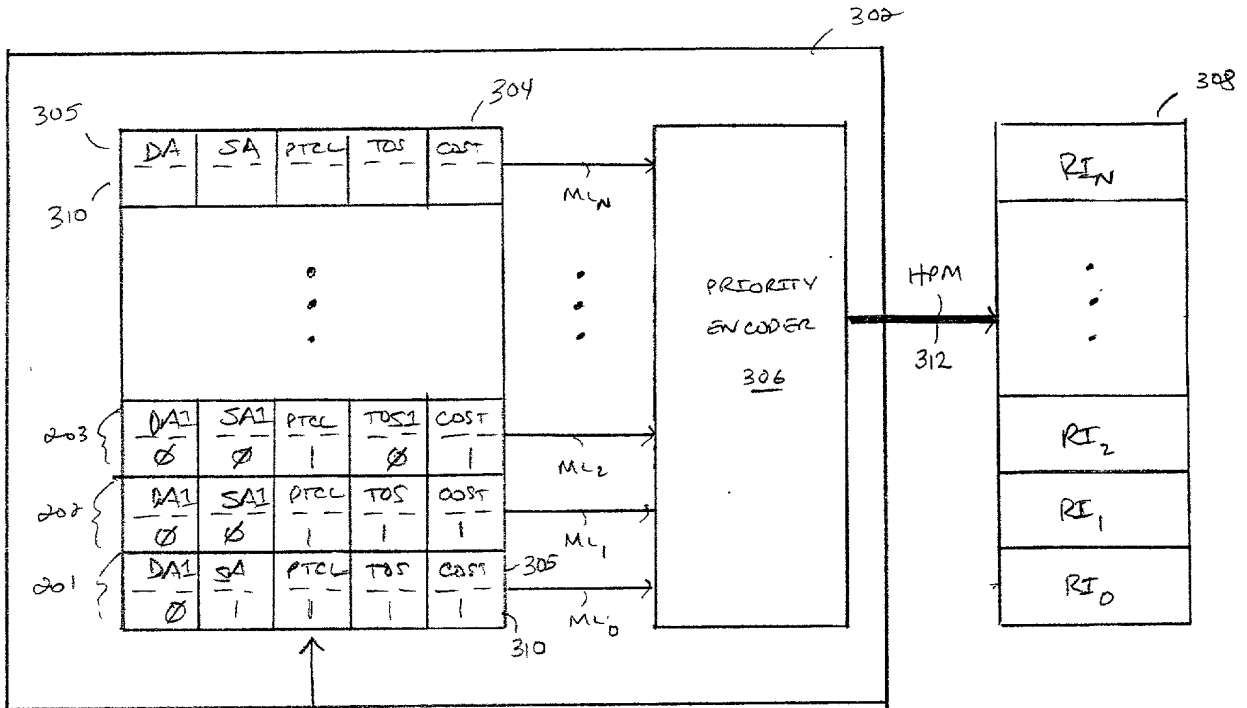 302
304
308
305
DA SA PTCL TOS COST
RI_N
ML_N
310
PRIORITY
ENCODER
306
HPM
312
203
DA1 SA1 PTCL TOS1 COST
Ø Ø 1 Ø 1
ML_2
RI_2
202
DA1 SA1 PTCL TOS COST
Ø Ø 1 1 1
ML_1
RI_1
201
DA1 SA PTCL TOS COST
Ø 1 1 1 1
305
ML_0
RI_0
310